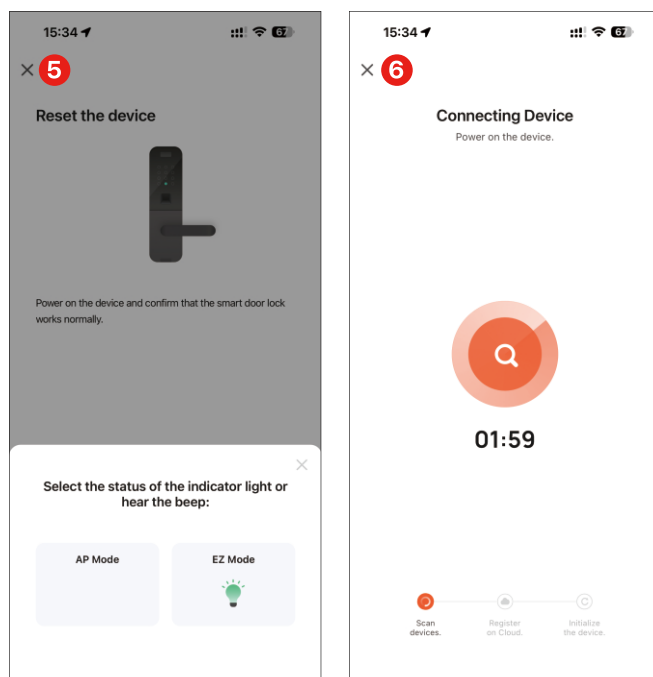 15:34
67
5
Reset the device
Power on the device and confirm that the smart door lock
works normally.
Select the status of the indicator light or
hear the beep:
AP Mode
EZ Mode
15:34
67
6
Connecting Device
Power on the device.
01:59
Scan
devices.
Register
on Cloud.
Initialize
the device.